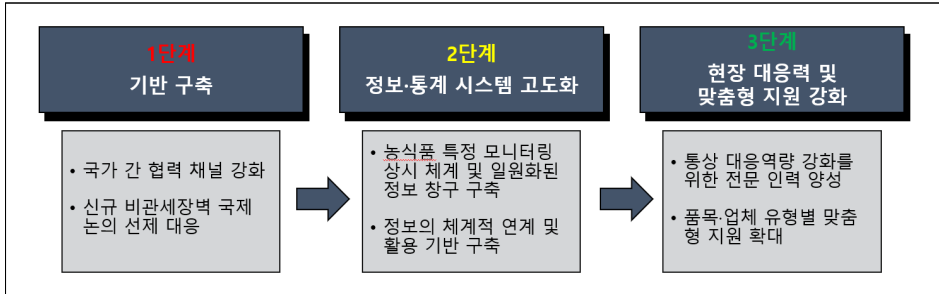 1단계
기반 구축
2단계
정보·통계 시스템 고도화
3단계
현장 대응력 및
맞춤형 지원 강화
• 국가 간 협력 채널 강화
• 신규 비관세장벽 국제
논의 선제 대응
• 농식품 특정 모니터링
상시 체계 및 일원화된
정보 창구 구축
• 정보의 체계적 연계 및
활용 기반 구축
• 통상 대응역량 강화를
위한 전문 인력 양성
• 품목·업체 유형별 맞춤
형 지원 확대